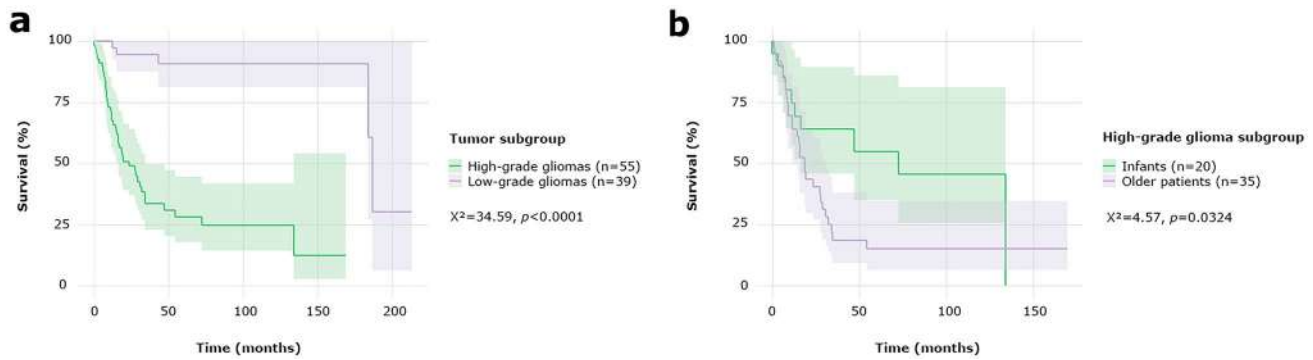 a
100
75
50
25
0
Survival (%)
0 50 100 150 200
Time (months)
Tumor subgroup
High-grade gliomas (n=55)
Low-grade gliomas (n=39)
X²=34.59, p<0.0001
b
100
75
50
25
0
Survival (%)
0 50 100 150
Time (months)
High-grade glioma subgroup
Infants (n=20)
Older patients (n=35)
X²=4.57, p=0.0324